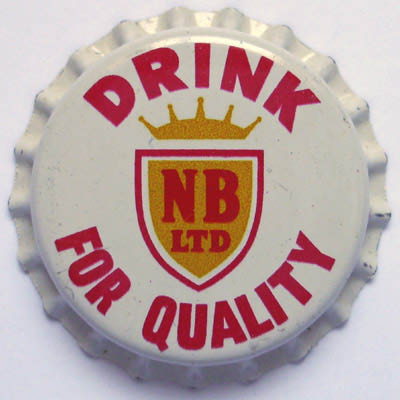 DRINK
NB
LTD
FOR QUALITY